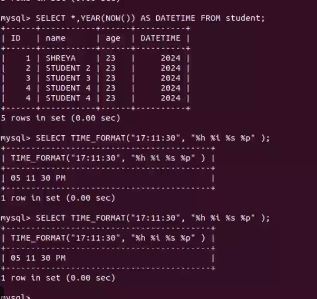 mysql> SELECT *,YEAR(NOW()) AS DATETIME FROM student;
+------+-----------+------+----------+
| ID | name | age | DATETIME |
+------+-----------+------+----------+
| 1 | SHREYA | 23 | 2024 |
| 2 | STUDENT 2 | 23 | 2024 |
| 3 | STUDENT 3 | 23 | 2024 |
| 4 | STUDENT 4 | 23 | 2024 |
| 4 | STUDENT 4 | 23 | 2024 |
+------+-----------+------+----------+
5 rows in set (0.00 sec)
mysql> SELECT TIME_FORMAT("17:11:30", "%h %i %s %p" );
+-----------------------------------------+
| TIME_FORMAT("17:11:30", "%h %i %s %p" ) |
+-----------------------------------------+
| 05 11 30 PM |
+-----------------------------------------+
1 row in set (0.00 sec)
mysql> SELECT TIME_FORMAT("17:11:30", "%h %i %s %p" );
+-----------------------------------------+
| TIME_FORMAT("17:11:30", "%h %i %s %p" ) |
+-----------------------------------------+
| 05 11 30 PM |
+-----------------------------------------+
1 row in set (0.00 sec)
mysql>